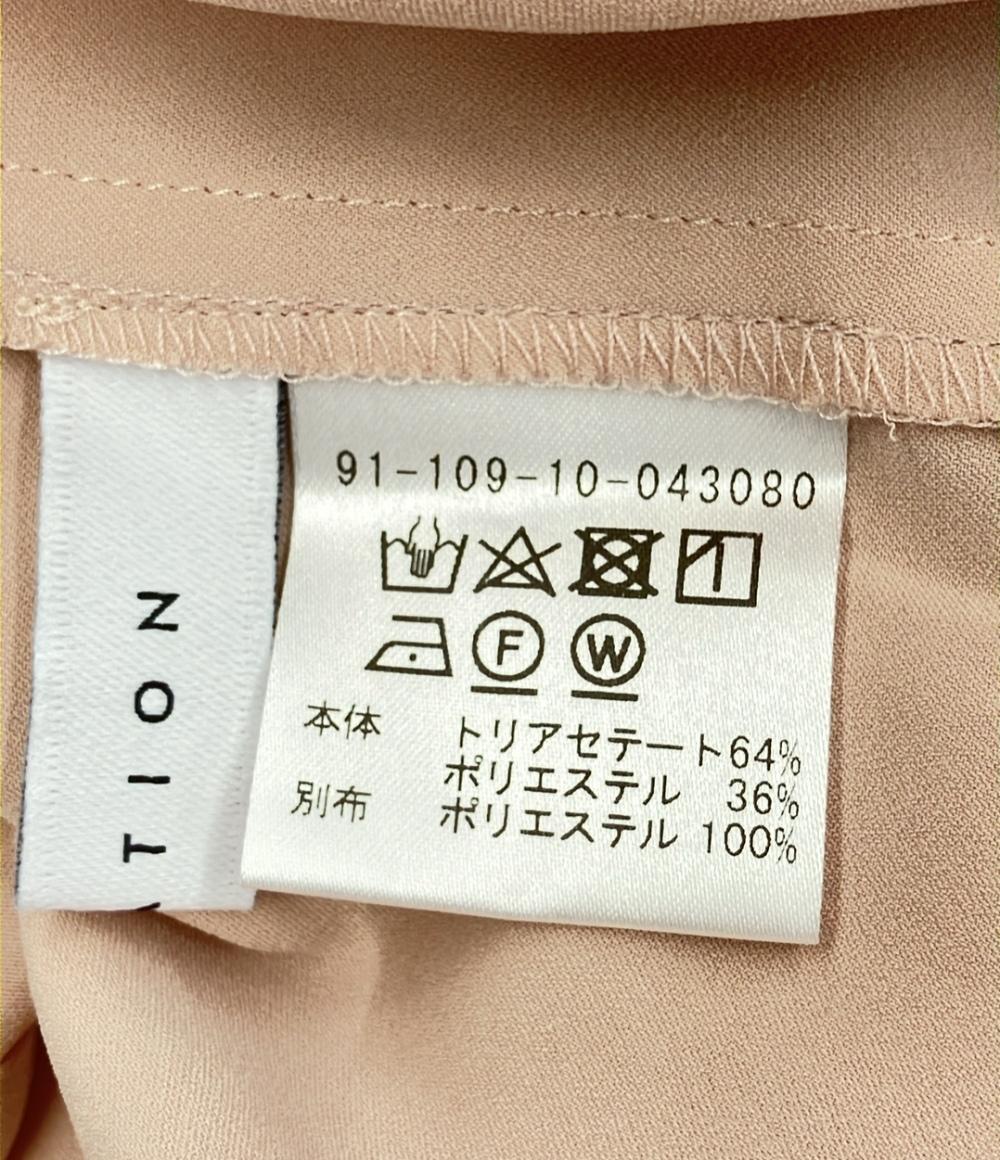 TION
91-109-10-043080
F W
本体 トリアセテート64%
ポリエステル 36%
別布 ポリエステル 100%